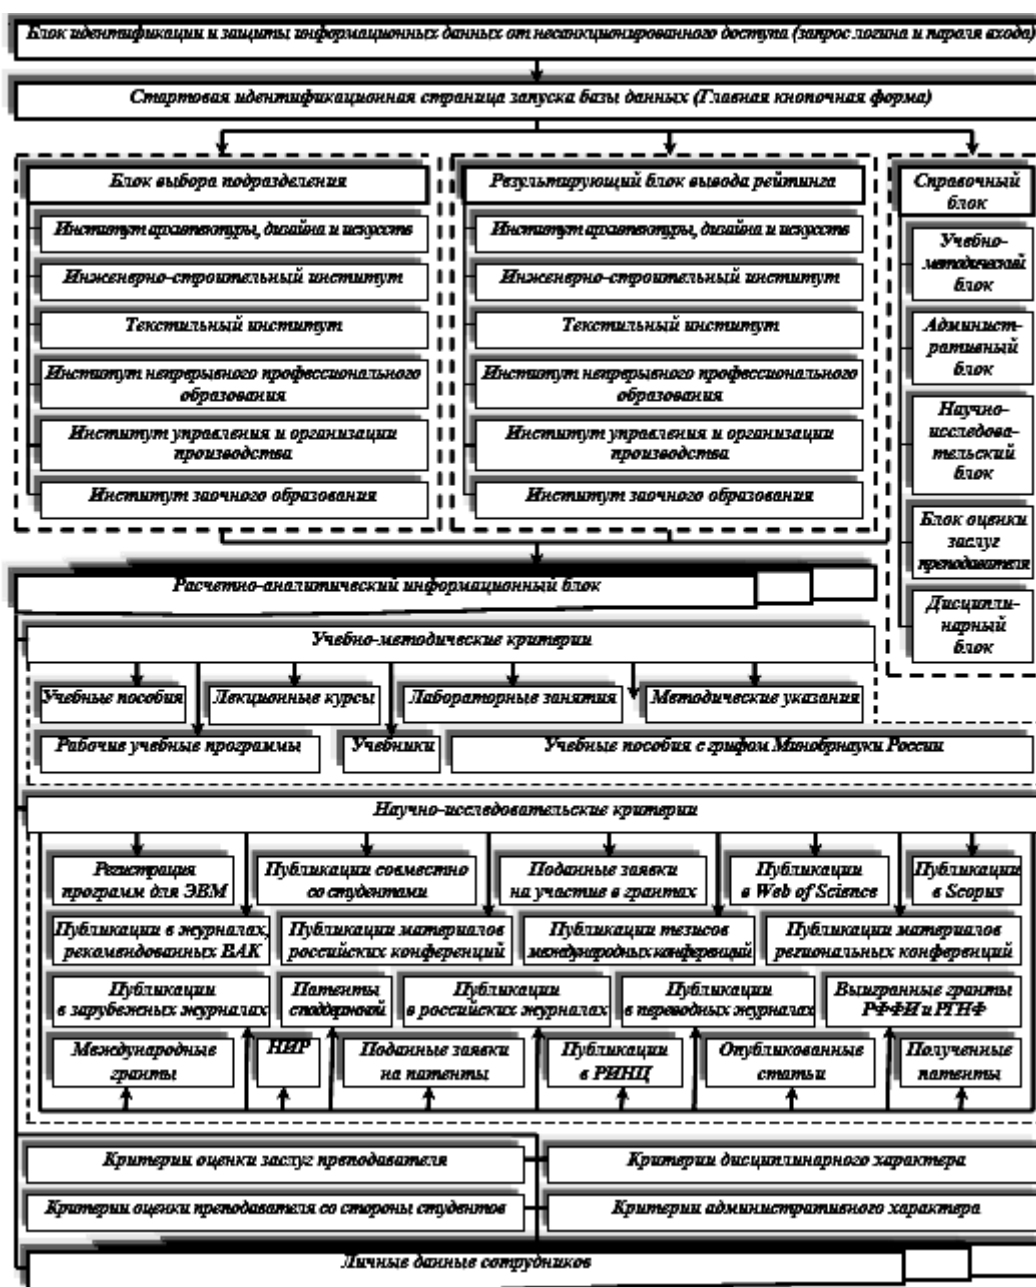 Блок идентификации и защиты информационных данных от несанкционированного доступа (запрос логина и пароля входа)
Стартовая идентификационная страница запуска базы данных (Главная кнопочная форма)
Блок выбора подразделения
Институт архитектуры, дизайна и искусств
Инженерно-строительный институт
Текстильный институт
Институт непрерывного профессионального
образования
Институт управления и организации
производства
Институт заочного образования
Результирующий блок вывода рейтинга
Институт архитектуры, дизайна и искусств
Инженерно-строительный институт
Текстильный институт
Институт непрерывного профессионального
образования
Институт управления и организации
производства
Институт заочного образования
Справочный
блок
Учебно-
методический
блок
Админист-
ративный
блок
Научно-
исследова-
тельский
блок
Блок оценки
заслуг
преподавателя
Дисципли-
нарный
блок
Расчетно-аналитический информационный блок
Учебно-методические критерии
Учебные пособия
Лекционные курсы
Лабораторные занятия
Методические указания
Рабочие учебные программы
Учебники
Учебные пособия с грифом Минобрнауки России
Научно-исследовательские критерии
Регистрация
программ для ЭВМ
Публикации совместно
со студентами
Поданные заявки
на участие в грантах
Публикации
в Web of Science
Публикации
в Scopus
Публикации в журналах,
рекомендованных ВАК
Публикации материалов
российских конференций
Публикации тезисов
международных конференций
Публикации материалов
региональных конференций
Публикации
в зарубежных журналах
Патенты
с поддержкой
Публикации
в российских журналах
Публикации
в переводных журналах
Выигранные гранты
РФФИ и РГНФ
Международные
гранты
НИР
Поданные заявки
на патенты
Публикации
в РИНЦ
Опубликованные
статьи
Полученные
патенты
Критерии оценки заслуг преподавателя
Критерии дисциплинарного характера
Критерии оценки преподавателя со стороны студентов
Критерии административного характера
Личные данные сотрудников